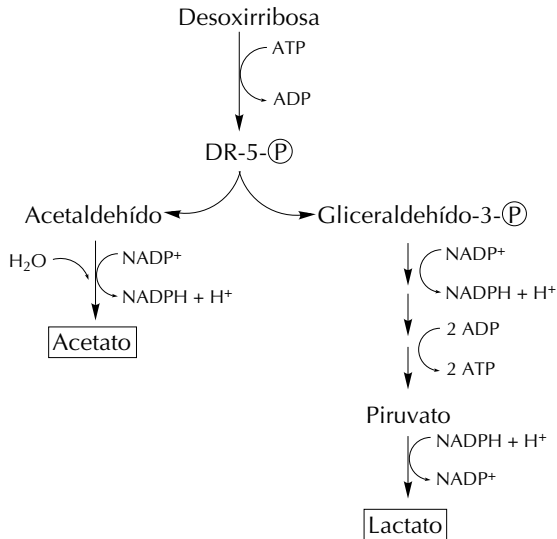 Desoxirribosa
ATP
ADP
DR-5-Ⓟ
Acetaldehído
Gliceraldehído-3-Ⓟ
H₂O
NADP⁺
NADPH + H⁺
Acetato
NADP⁺
NADPH + H⁺
2 ADP
2 ATP
Piruvato
NADPH + H⁺
NADP⁺
Lactato